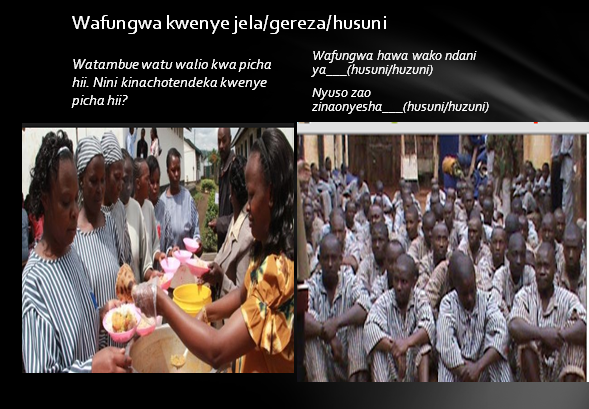 Wafungwa kwenye jela/gereza/husuni
Watambue watu walio kwa picha
hii. Nini kinachotendeka kwenye
picha hii?
Wafungwa hawa wako ndani
ya___(husuni/huzuni)
Nyuso zao
zinaonyesha___(husuni/huzuni)